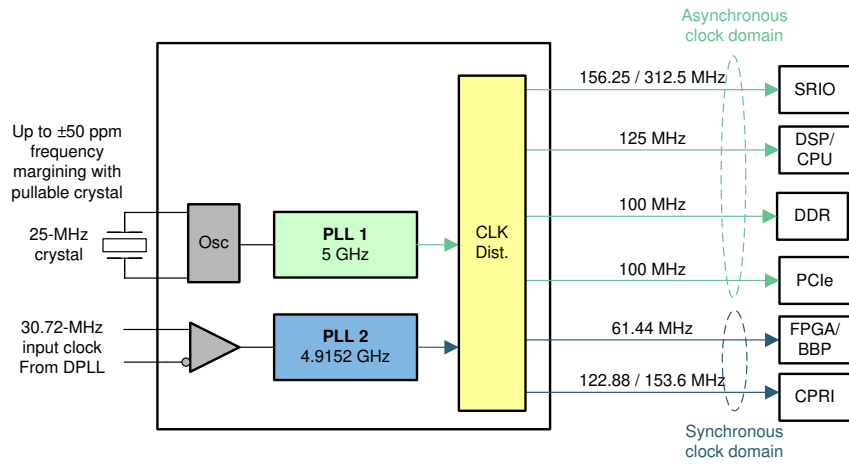 Asynchronous
clock domain
156.25 / 312.5 MHz
SRIO
Up to ±50 ppm
frequency
margining with
pullable crystal
125 MHz
DSP/
CPU
100 MHz
DDR
25-MHz
crystal
Osc
PLL 1
5 GHz
CLK
Dist.
100 MHz
PCIe
30.72-MHz
input clock
From DPLL
PLL 2
4.9152 GHz
61.44 MHz
FPGA/
BBP
122.88 / 153.6 MHz
CPRI
Synchronous
clock domain